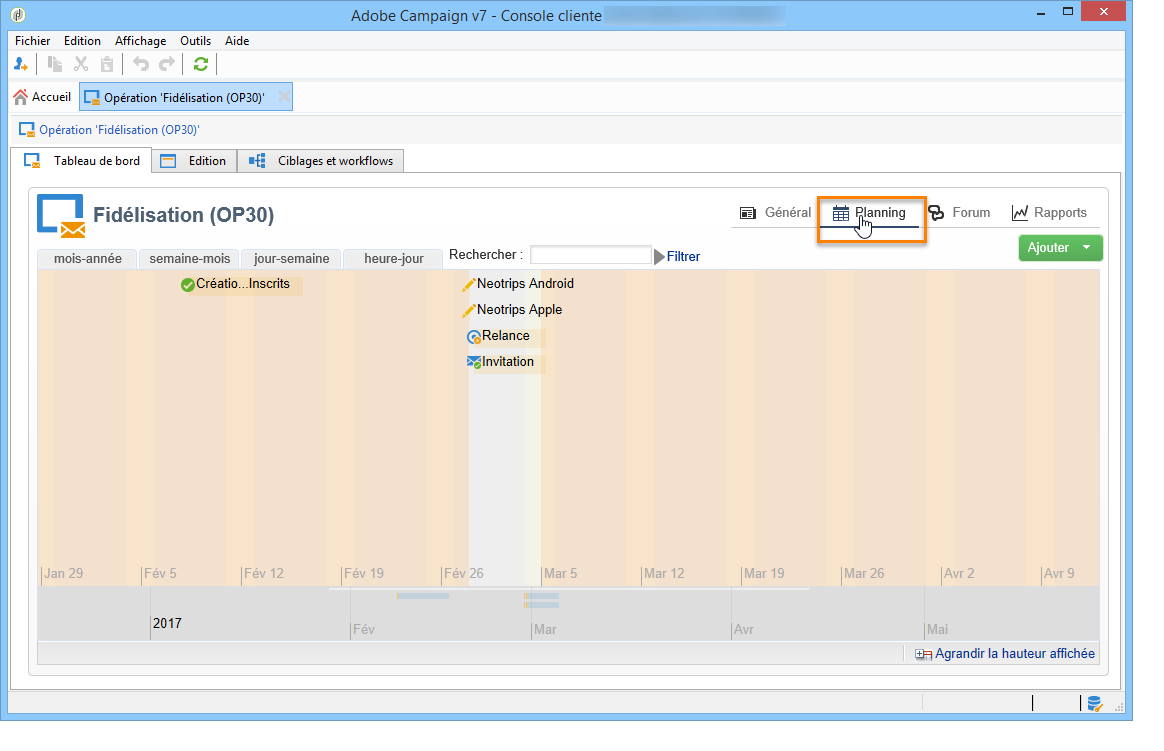 Adobe Campaign v7 - Console cliente
Fichier Edition Affichage Outils Aide
Accueil Opération 'Fidélisation (OP30)'
Opération 'Fidélisation (OP30)'
Tableau de bord Edition Ciblages et workflows
Fidélisation (OP30) Général Planning Forum Rapports
Ajouter
mois-année semaine-mois jour-semaine heure-jour Rechercher : Filtrer
Créatio...Inscrits Neotrips Android
Neotrips Apple
Relance
Invitation
Jan 29 Fév 5 Fév 12 Fév 19 Fév 26 Mar 5 Mar 12 Mar 19 Mar 26 Avr 2 Avr 9
2017
Fév Mar Avr Mai
Agrandir la hauteur affichée